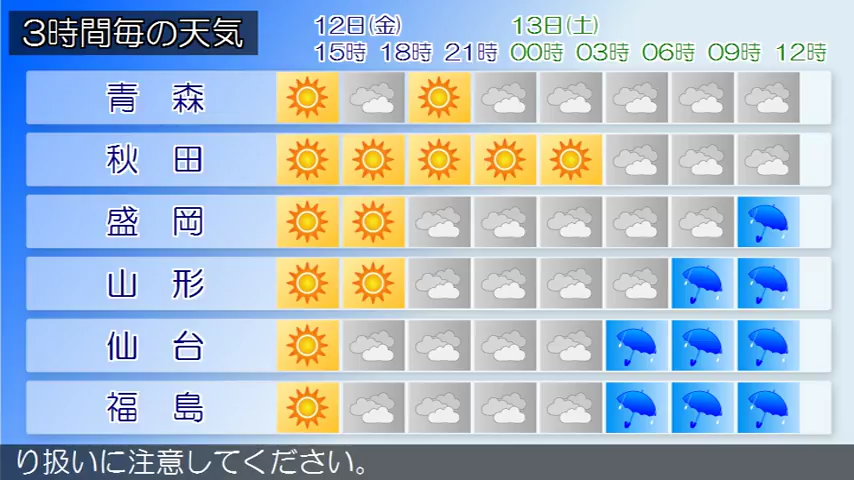 3時間毎の天気
12日(金) 13日(土)
15時 18時 21時 00時 03時 06時 09時 12時
青 森
秋 田
盛 岡
山 形
仙 台
福 島
り扱いに注意してください。